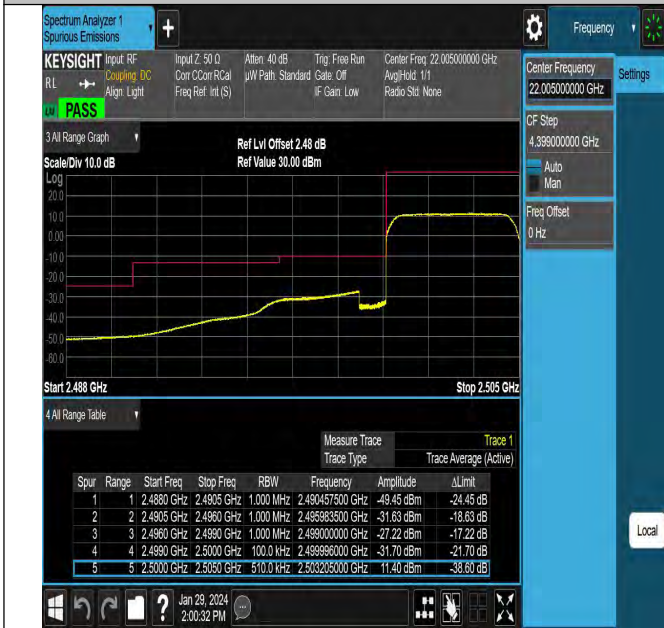 Spectrum Analyzer 1
Spurious Emissions
Frequency
KEYSIGHT Input: RF Input Z: 50 Ω Atten: 40 dB Trig: Free Run Center Freq: 22.005000000 GHz
RL Coupling: DC Corr CCorr RCal µW Path: Standard Gate: Off Avg|Hold: 1/1
Align: Light Freq Ref: Int (S) IF Gain: Low Radio Std: None
PASS
Center Frequency
22.005000000 GHz
Settings
CF Step
4.399000000 GHz
Auto
Man
Freq Offset
0 Hz
3 All Range Graph
Ref Lvl Offset 2.48 dB
Scale/Div 10.0 dB Ref Value 30.00 dBm
Log
20.0
10.0
0.00
-10.0
-20.0
-30.0
-40.0
-50.0
-60.0
Start 2.488 GHz Stop 2.505 GHz
4 All Range Table
Measure Trace Trace 1
Trace Type Trace Average (Active)
Spur Range Start Freq Stop Freq RBW Frequency Amplitude ΔLimit
1 1 2.4880 GHz 2.4905 GHz 1.000 MHz 2.490457500 GHz -49.45 dBm -24.45 dB
2 2 2.4905 GHz 2.4960 GHz 1.000 MHz 2.495983500 GHz -31.63 dBm -18.63 dB
3 3 2.4960 GHz 2.4990 GHz 1.000 MHz 2.499000000 GHz -27.22 dBm -17.22 dB
4 4 2.4990 GHz 2.5000 GHz 100.0 kHz 2.499996000 GHz -31.70 dBm -21.70 dB
5 5 2.5000 GHz 2.5050 GHz 510.0 kHz 2.503205000 GHz 11.40 dBm -38.60 dB
Local
Jan 29, 2024
2:00:32 PM